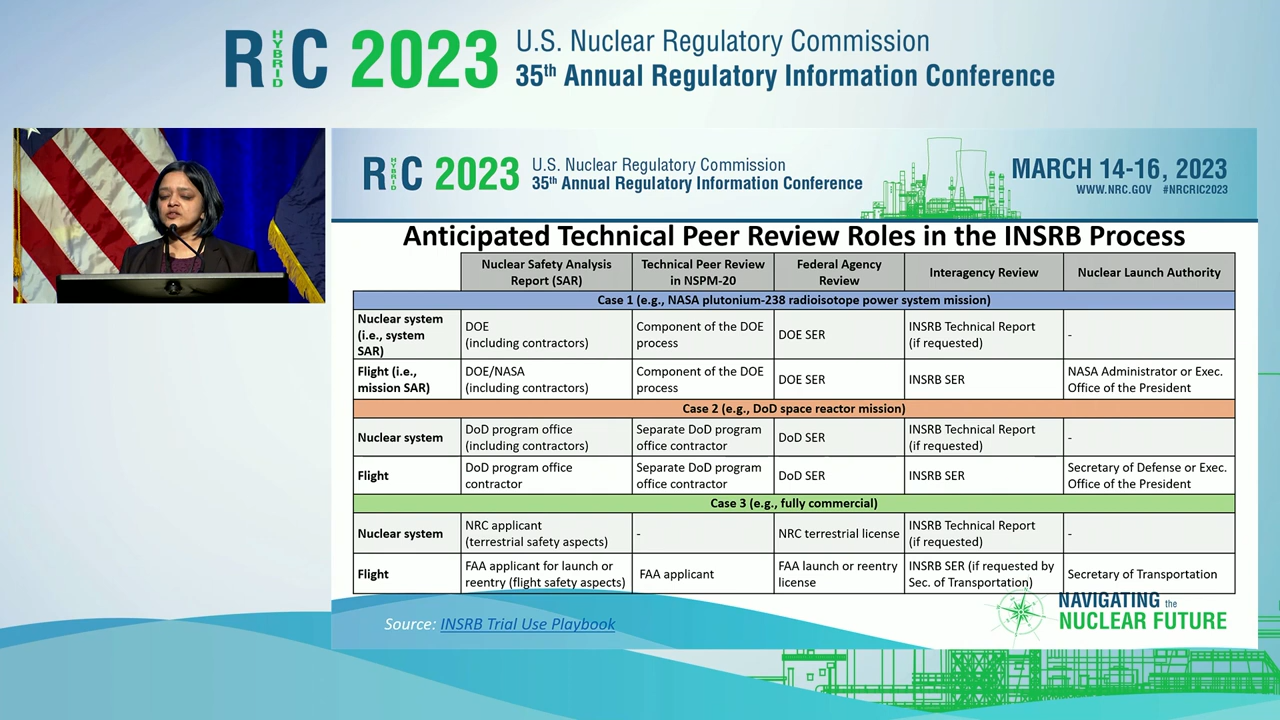 RIC 2023
HYBRID
U.S. Nuclear Regulatory Commission
35th Annual Regulatory Information Conference
RIC 2023
HYBRID
U.S. Nuclear Regulatory Commission
35th Annual Regulatory Information Conference
MARCH 14-16, 2023
WWW.NRC.GOV #NRCRIC2023
Anticipated Technical Peer Review Roles in the INSRB Process
Nuclear Safety Analysis
Report (SAR)
Technical Peer Review
in NSPM-20
Federal Agency
Review
Interagency Review
Nuclear Launch Authority
Case 1 (e.g., NASA plutonium-238 radioisotope power system mission)
Nuclear system
(i.e., system
SAR)
DOE
(including contractors)
Component of the DOE
process
DOE SER
INSRB Technical Report
(if requested)
-
Flight (i.e.,
mission SAR)
DOE/NASA
(including contractors)
Component of the DOE
process
DOE SER
INSRB SER
NASA Administrator or Exec.
Office of the President
Case 2 (e.g., DoD space reactor mission)
Nuclear system
DoD program office
(including contractors)
Separate DoD program
office contractor
DoD SER
INSRB Technical Report
(if requested)
-
Flight
DoD program office
contractor
Separate DoD program
office contractor
DoD SER
INSRB SER
Secretary of Defense or Exec.
Office of the President
Case 3 (e.g., fully commercial)
Nuclear system
NRC applicant
(terrestrial safety aspects)
-
NRC terrestrial license
INSRB Technical Report
(if requested)
-
Flight
FAA applicant for launch or
reentry (flight safety aspects)
FAA applicant
FAA launch or reentry
license
INSRB SER (if requested by
Sec. of Transportation)
Secretary of Transportation
Source: INSRB Trial Use Playbook
NAVIGATING the
NUCLEAR FUTURE